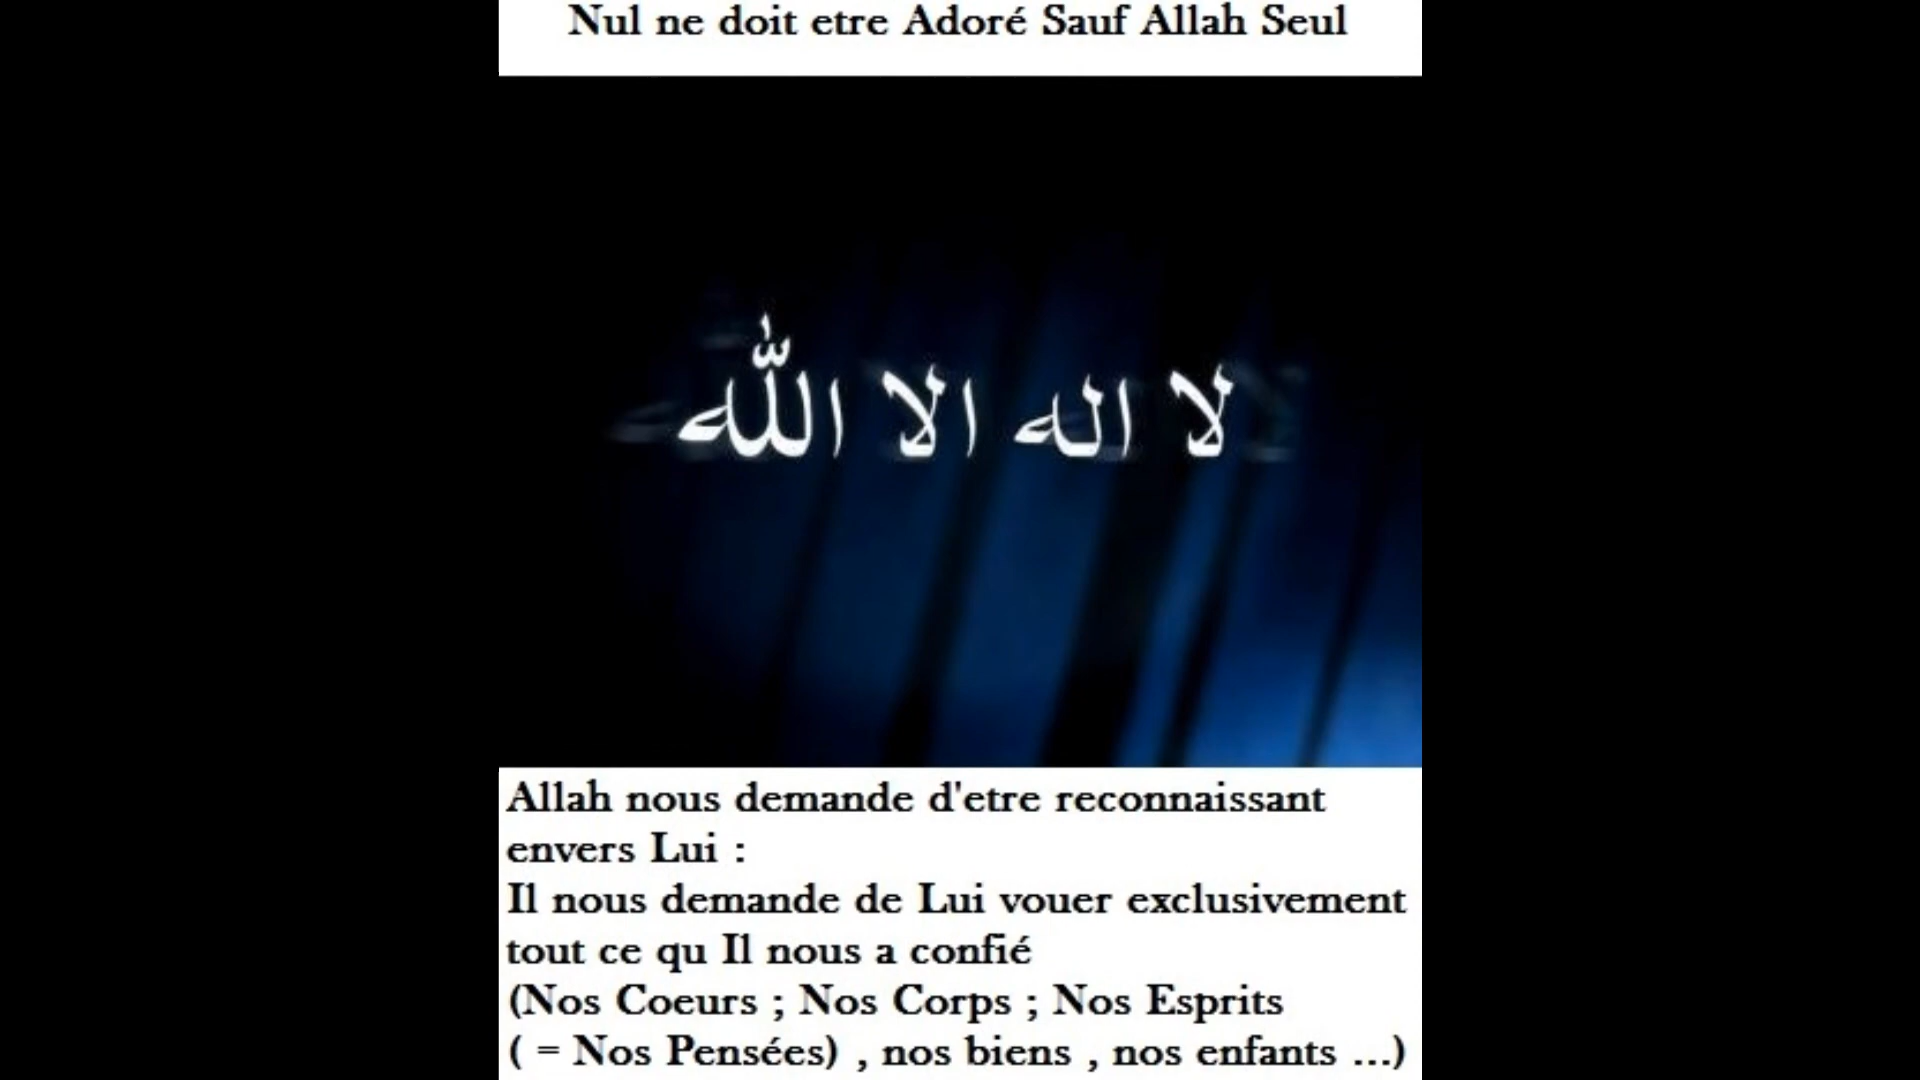 Nul ne doit etre Adoré Sauf Allah Seul
لا اله الا الله
Allah nous demande d'etre reconnaissant
envers Lui :
Il nous demande de Lui vouer exclusivement
tout ce qu Il nous a confié
(Nos Coeurs ; Nos Corps ; Nos Esprits
( = Nos Pensées) , nos biens , nos enfants ...)